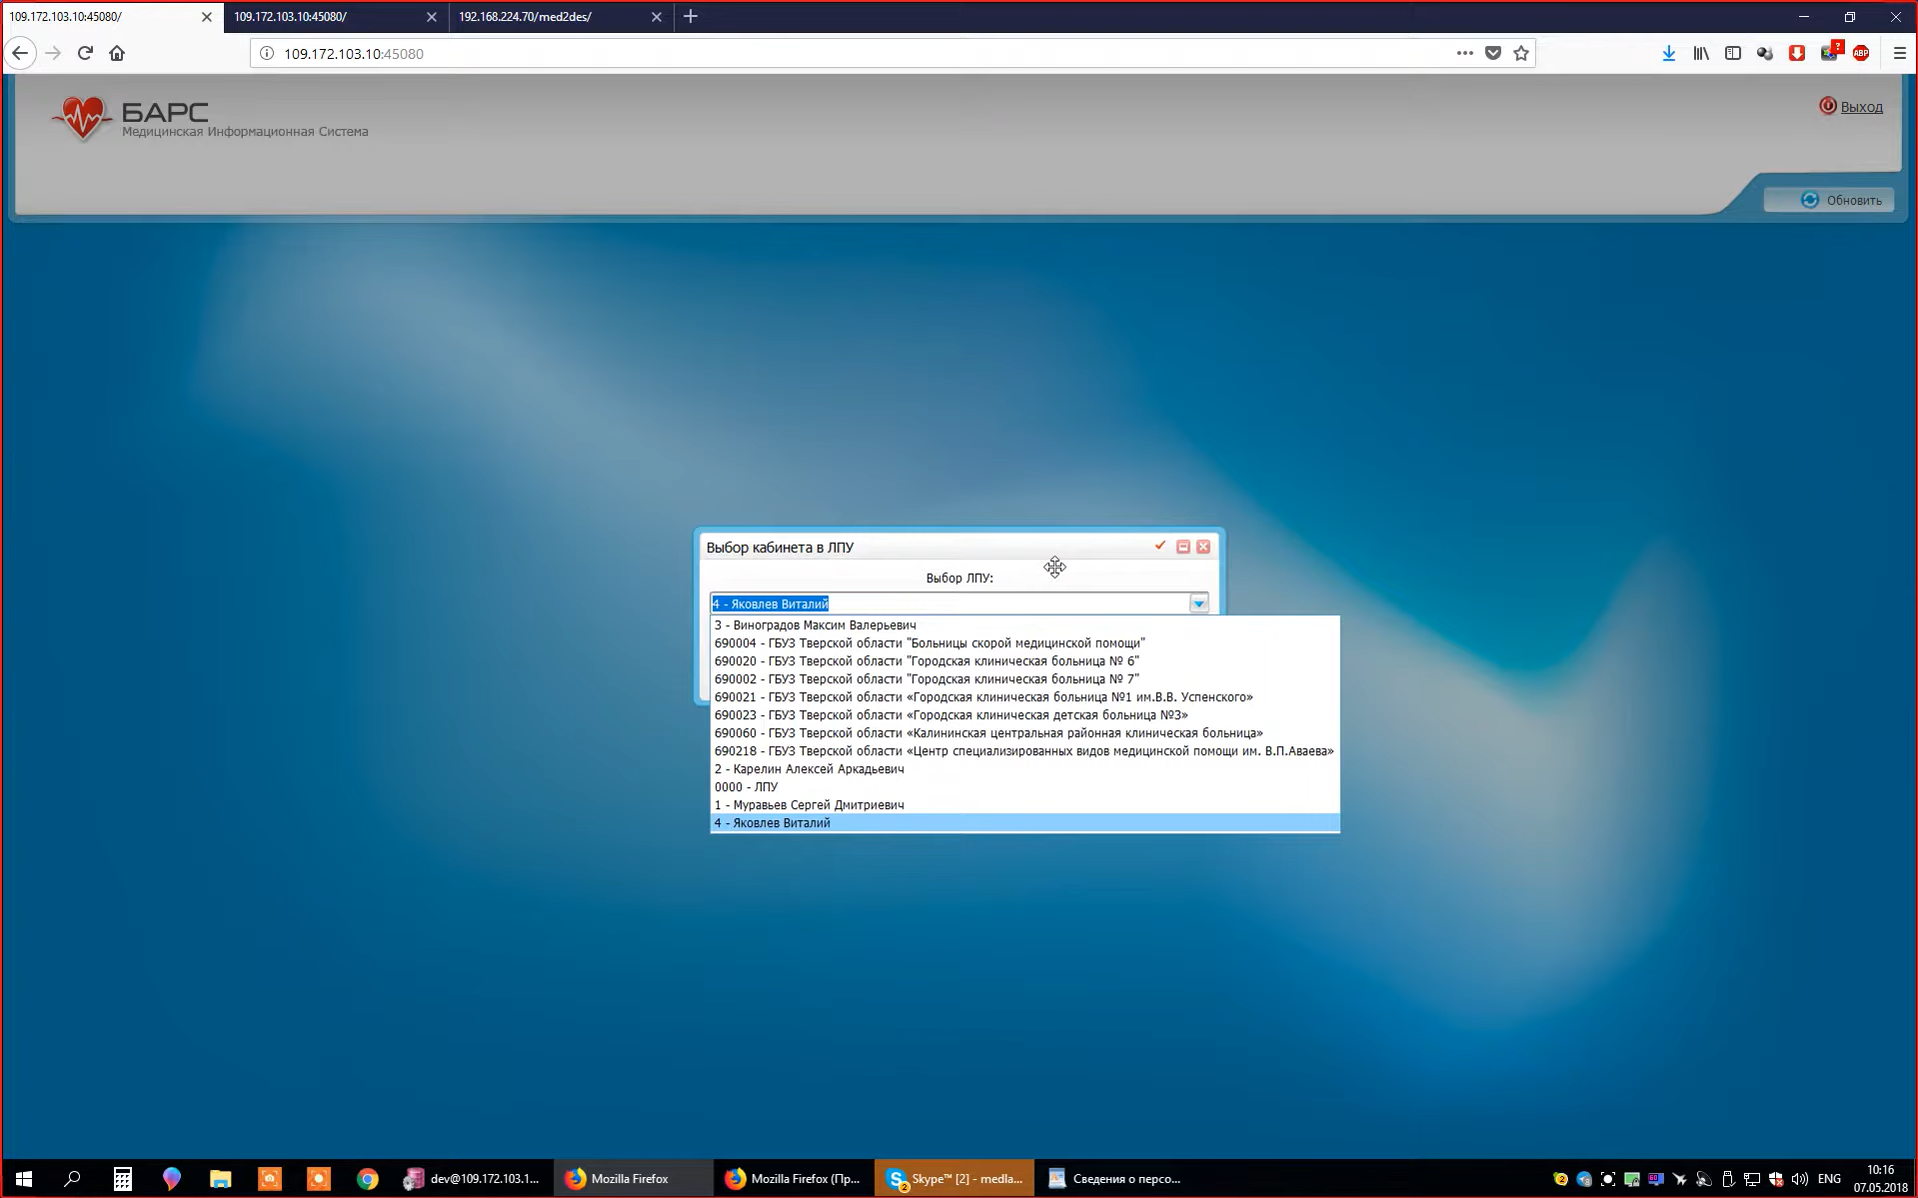 109.172.103.10:45080/
109.172.103.10:45080/
192.168.224.70/med2des/
109.172.103.10:45080
?
ABP
БАРС
Медицинская Информационная Система
Выход
Обновить
Выбор кабинета в ЛПУ
Выбор ЛПУ:
4 - Яковлев Виталий
3 - Виноградов Максим Валерьевич
690004 - ГБУЗ Тверской области "Больницы скорой медицинской помощи"
690020 - ГБУЗ Тверской области "Городская клиническая больница № 6"
690002 - ГБУЗ Тверской области "Городская клиническая больница № 7"
690021 - ГБУЗ Тверской области «Городская клиническая больница №1 им.В.В. Успенского»
690023 - ГБУЗ Тверской области «Городская клиническая детская больница №3»
690060 - ГБУЗ Тверской области «Калининская центральная районная клиническая больница»
690218 - ГБУЗ Тверской области «Центр специализированных видов медицинской помощи им. В.П.Аваева»
2 - Карелин Алексей Аркадьевич
0000 - ЛПУ
1 - Муравьев Сергей Дмитриевич
4 - Яковлев Виталий
dev@109.172.103.1...
Mozilla Firefox
Mozilla Firefox (Пр...
2
Skype™ [2] - medla...
Сведения о персо...
2
ENG
10:16
07.05.2018